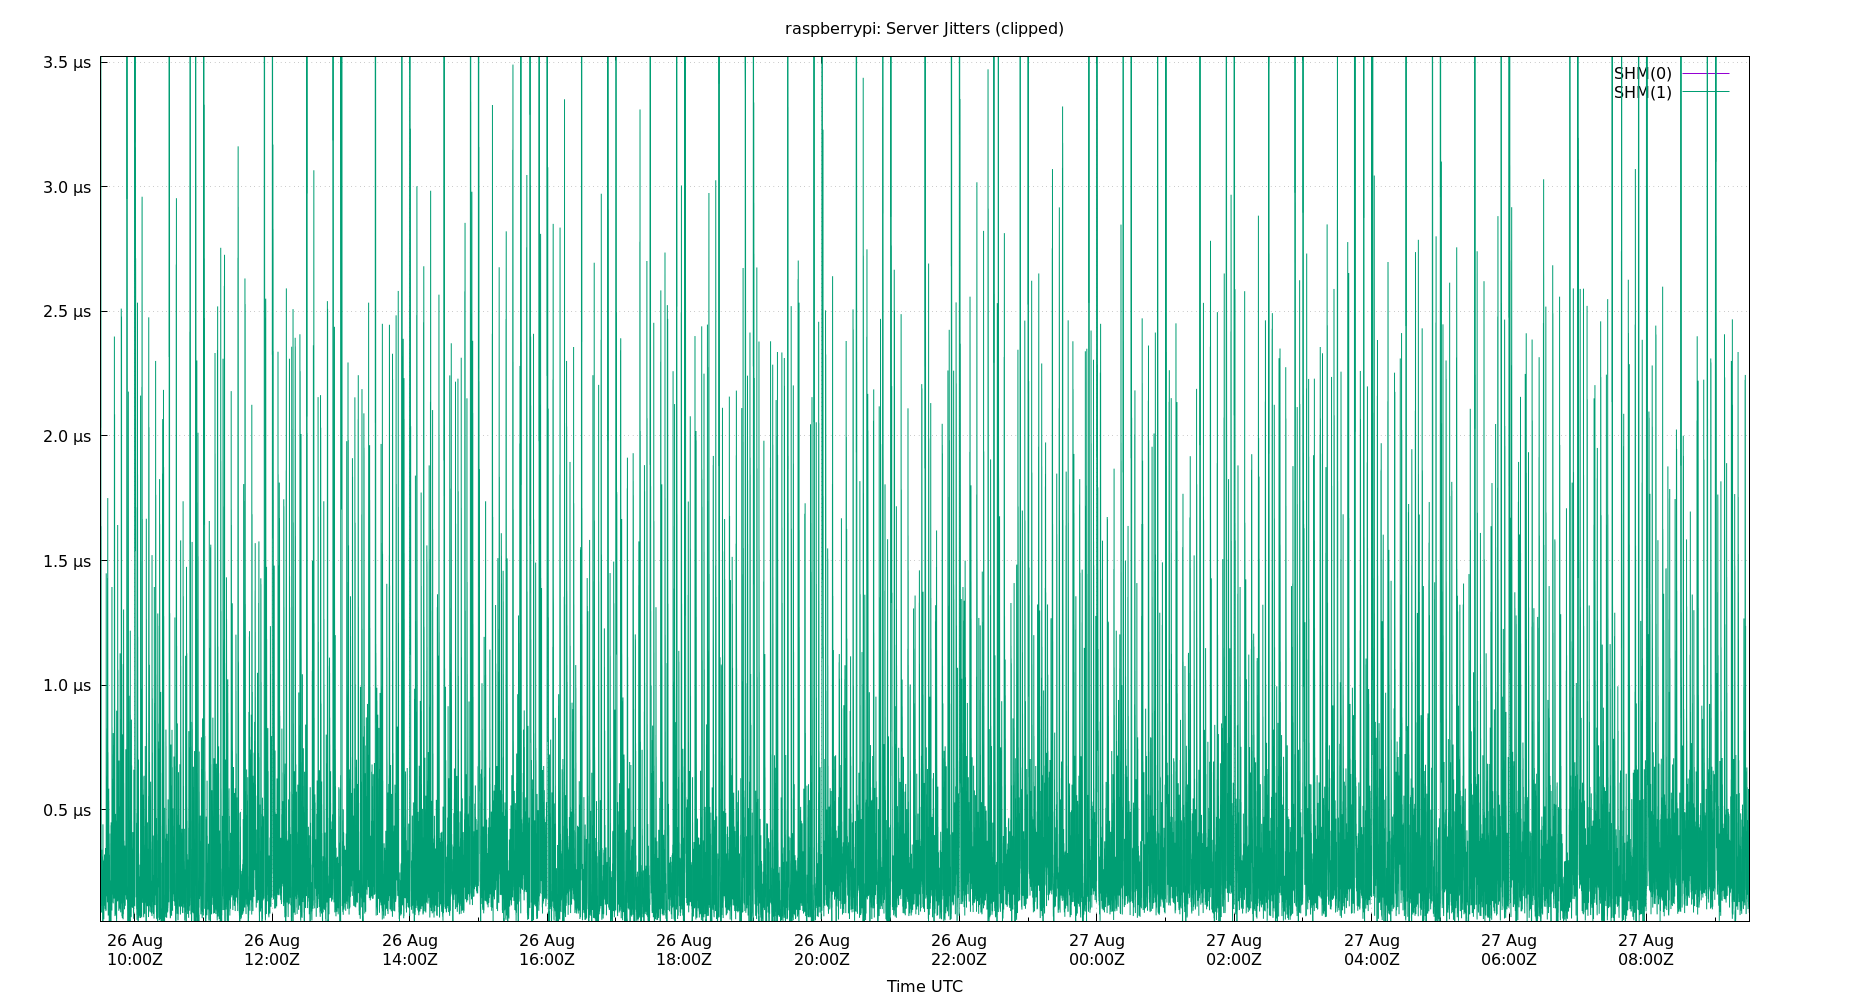 raspberrypi: Server Jitters (clipped)
3.5 μs
3.0 μs
2.5 μs
2.0 μs
1.5 μs
1.0 μs
0.5 μs
SHM(0)
SHM(1)
26 Aug 26 Aug 26 Aug 26 Aug 26 Aug 26 Aug 26 Aug 27 Aug 27 Aug 27 Aug 27 Aug 27 Aug
10:00Z 12:00Z 14:00Z 16:00Z 18:00Z 20:00Z 22:00Z 00:00Z 02:00Z 04:00Z 06:00Z 08:00Z
Time UTC